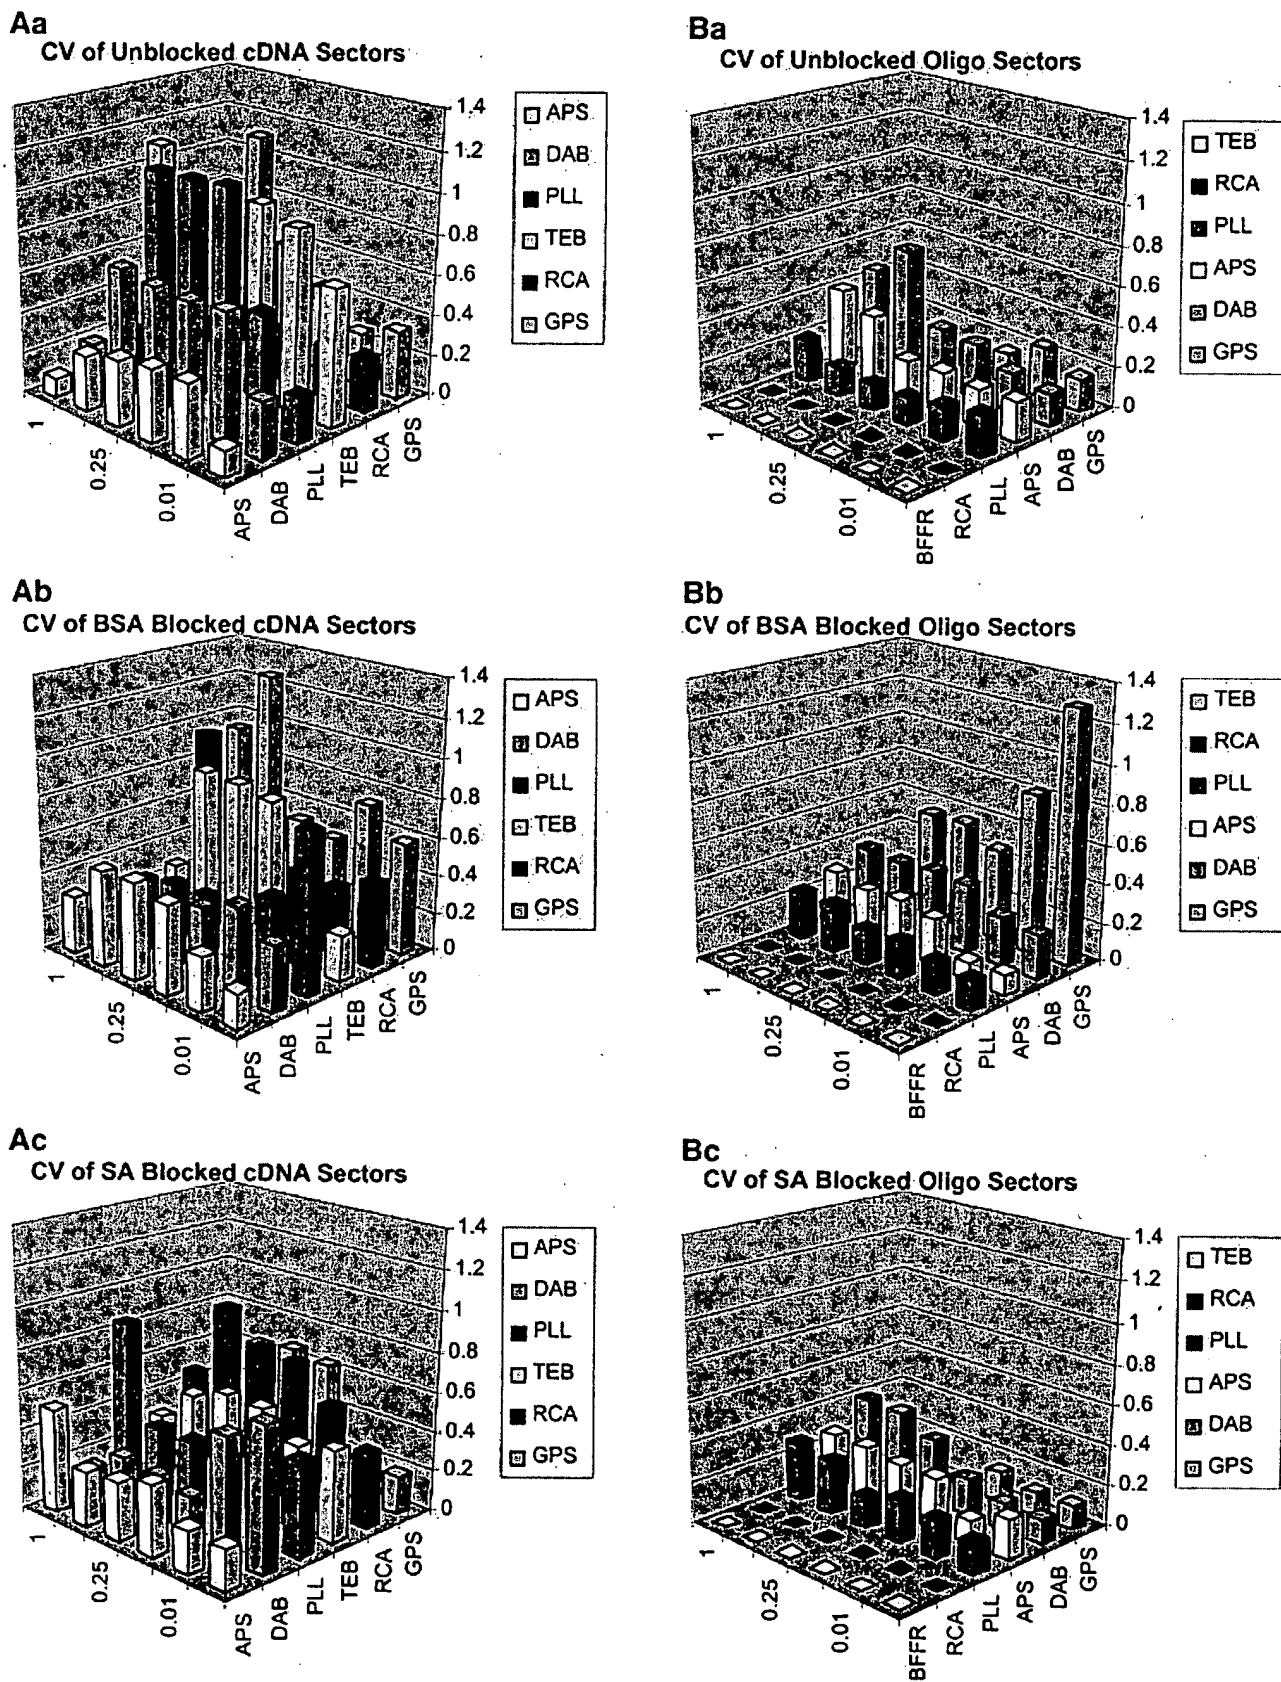 Aa
CV of Unblocked cDNA Sectors
1.4
1.2
1
0.8
0.6
0.4
0.2
0
1
0.25
0.01
APS
DAB
PLL
TEB
RCA
GPS
APS
DAB
PLL
TEB
RCA
GPS
Ba
CV of Unblocked Oligo Sectors
1.4
1.2
1
0.8
0.6
0.4
0.2
0
1
0.25
0.01
BFFR
RCA
PLL
APS
DAB
GPS
TEB
RCA
PLL
APS
DAB
GPS
Ab
CV of BSA Blocked cDNA Sectors
1.4
1.2
1
0.8
0.6
0.4
0.2
0
1
0.25
0.01
APS
DAB
PLL
TEB
RCA
GPS
APS
DAB
PLL
TEB
RCA
GPS
Bb
CV of BSA Blocked Oligo Sectors
1.4
1.2
1
0.8
0.6
0.4
0.2
0
1
0.25
0.01
BFFR
RCA
PLL
APS
DAB
GPS
TEB
RCA
PLL
APS
DAB
GPS
Ac
CV of SA Blocked cDNA Sectors
1.4
1.2
1
0.8
0.6
0.4
0.2
0
1
0.25
0.01
APS
DAB
PLL
TEB
RCA
GPS
APS
DAB
PLL
TEB
RCA
GPS
Bc
CV of SA Blocked Oligo Sectors
1.4
1.2
1
0.8
0.6
0.4
0.2
0
1
0.25
0.01
BFFR
RCA
PLL
APS
DAB
GPS
TEB
RCA
PLL
APS
DAB
GPS